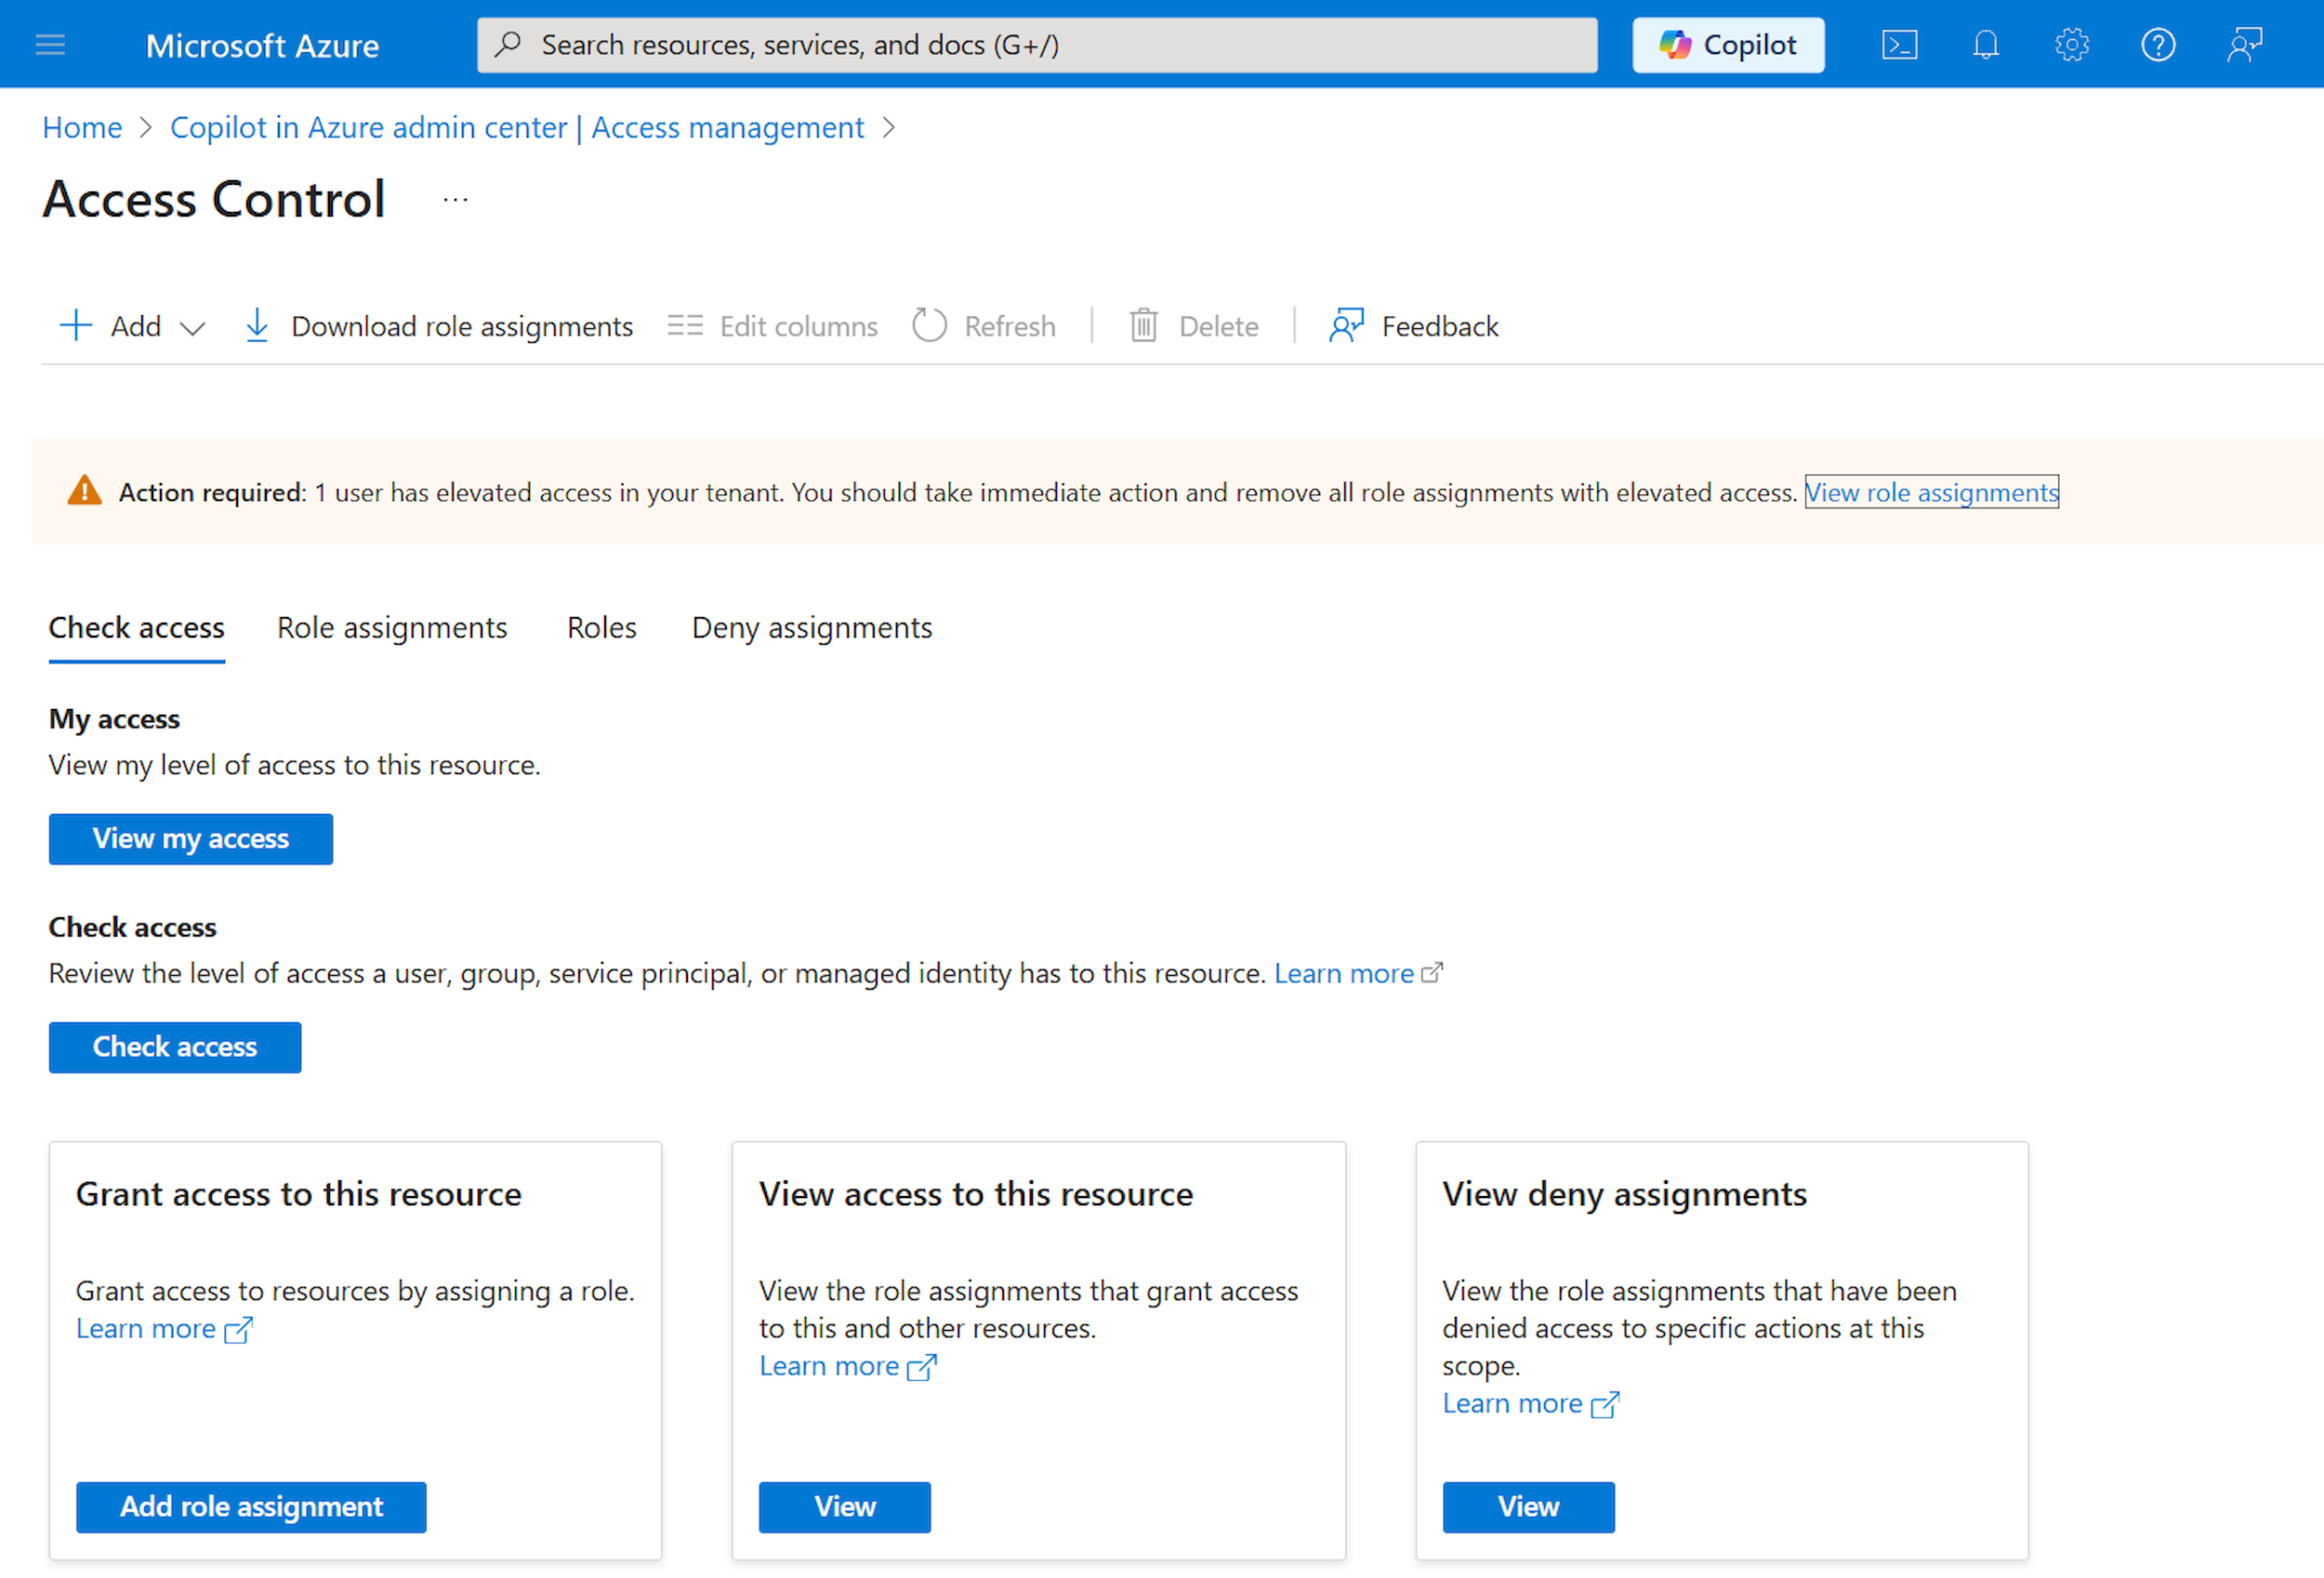 Microsoft Azure
Search resources, services, and docs (G+/)
Copilot
Home > Copilot in Azure admin center | Access management >
Access Control ...
Add
Download role assignments
Edit columns
Refresh
Delete
Feedback
Action required: 1 user has elevated access in your tenant. You should take immediate action and remove all role assignments with elevated access. View role assignments
Check access
Role assignments
Roles
Deny assignments
My access
View my level of access to this resource.
View my access
Check access
Review the level of access a user, group, service principal, or managed identity has to this resource. Learn more
Check access
Grant access to this resource
Grant access to resources by assigning a role.
Learn more
Add role assignment
View access to this resource
View the role assignments that grant access
to this and other resources.
Learn more
View
View deny assignments
View the role assignments that have been
denied access to specific actions at this
scope.
Learn more
View